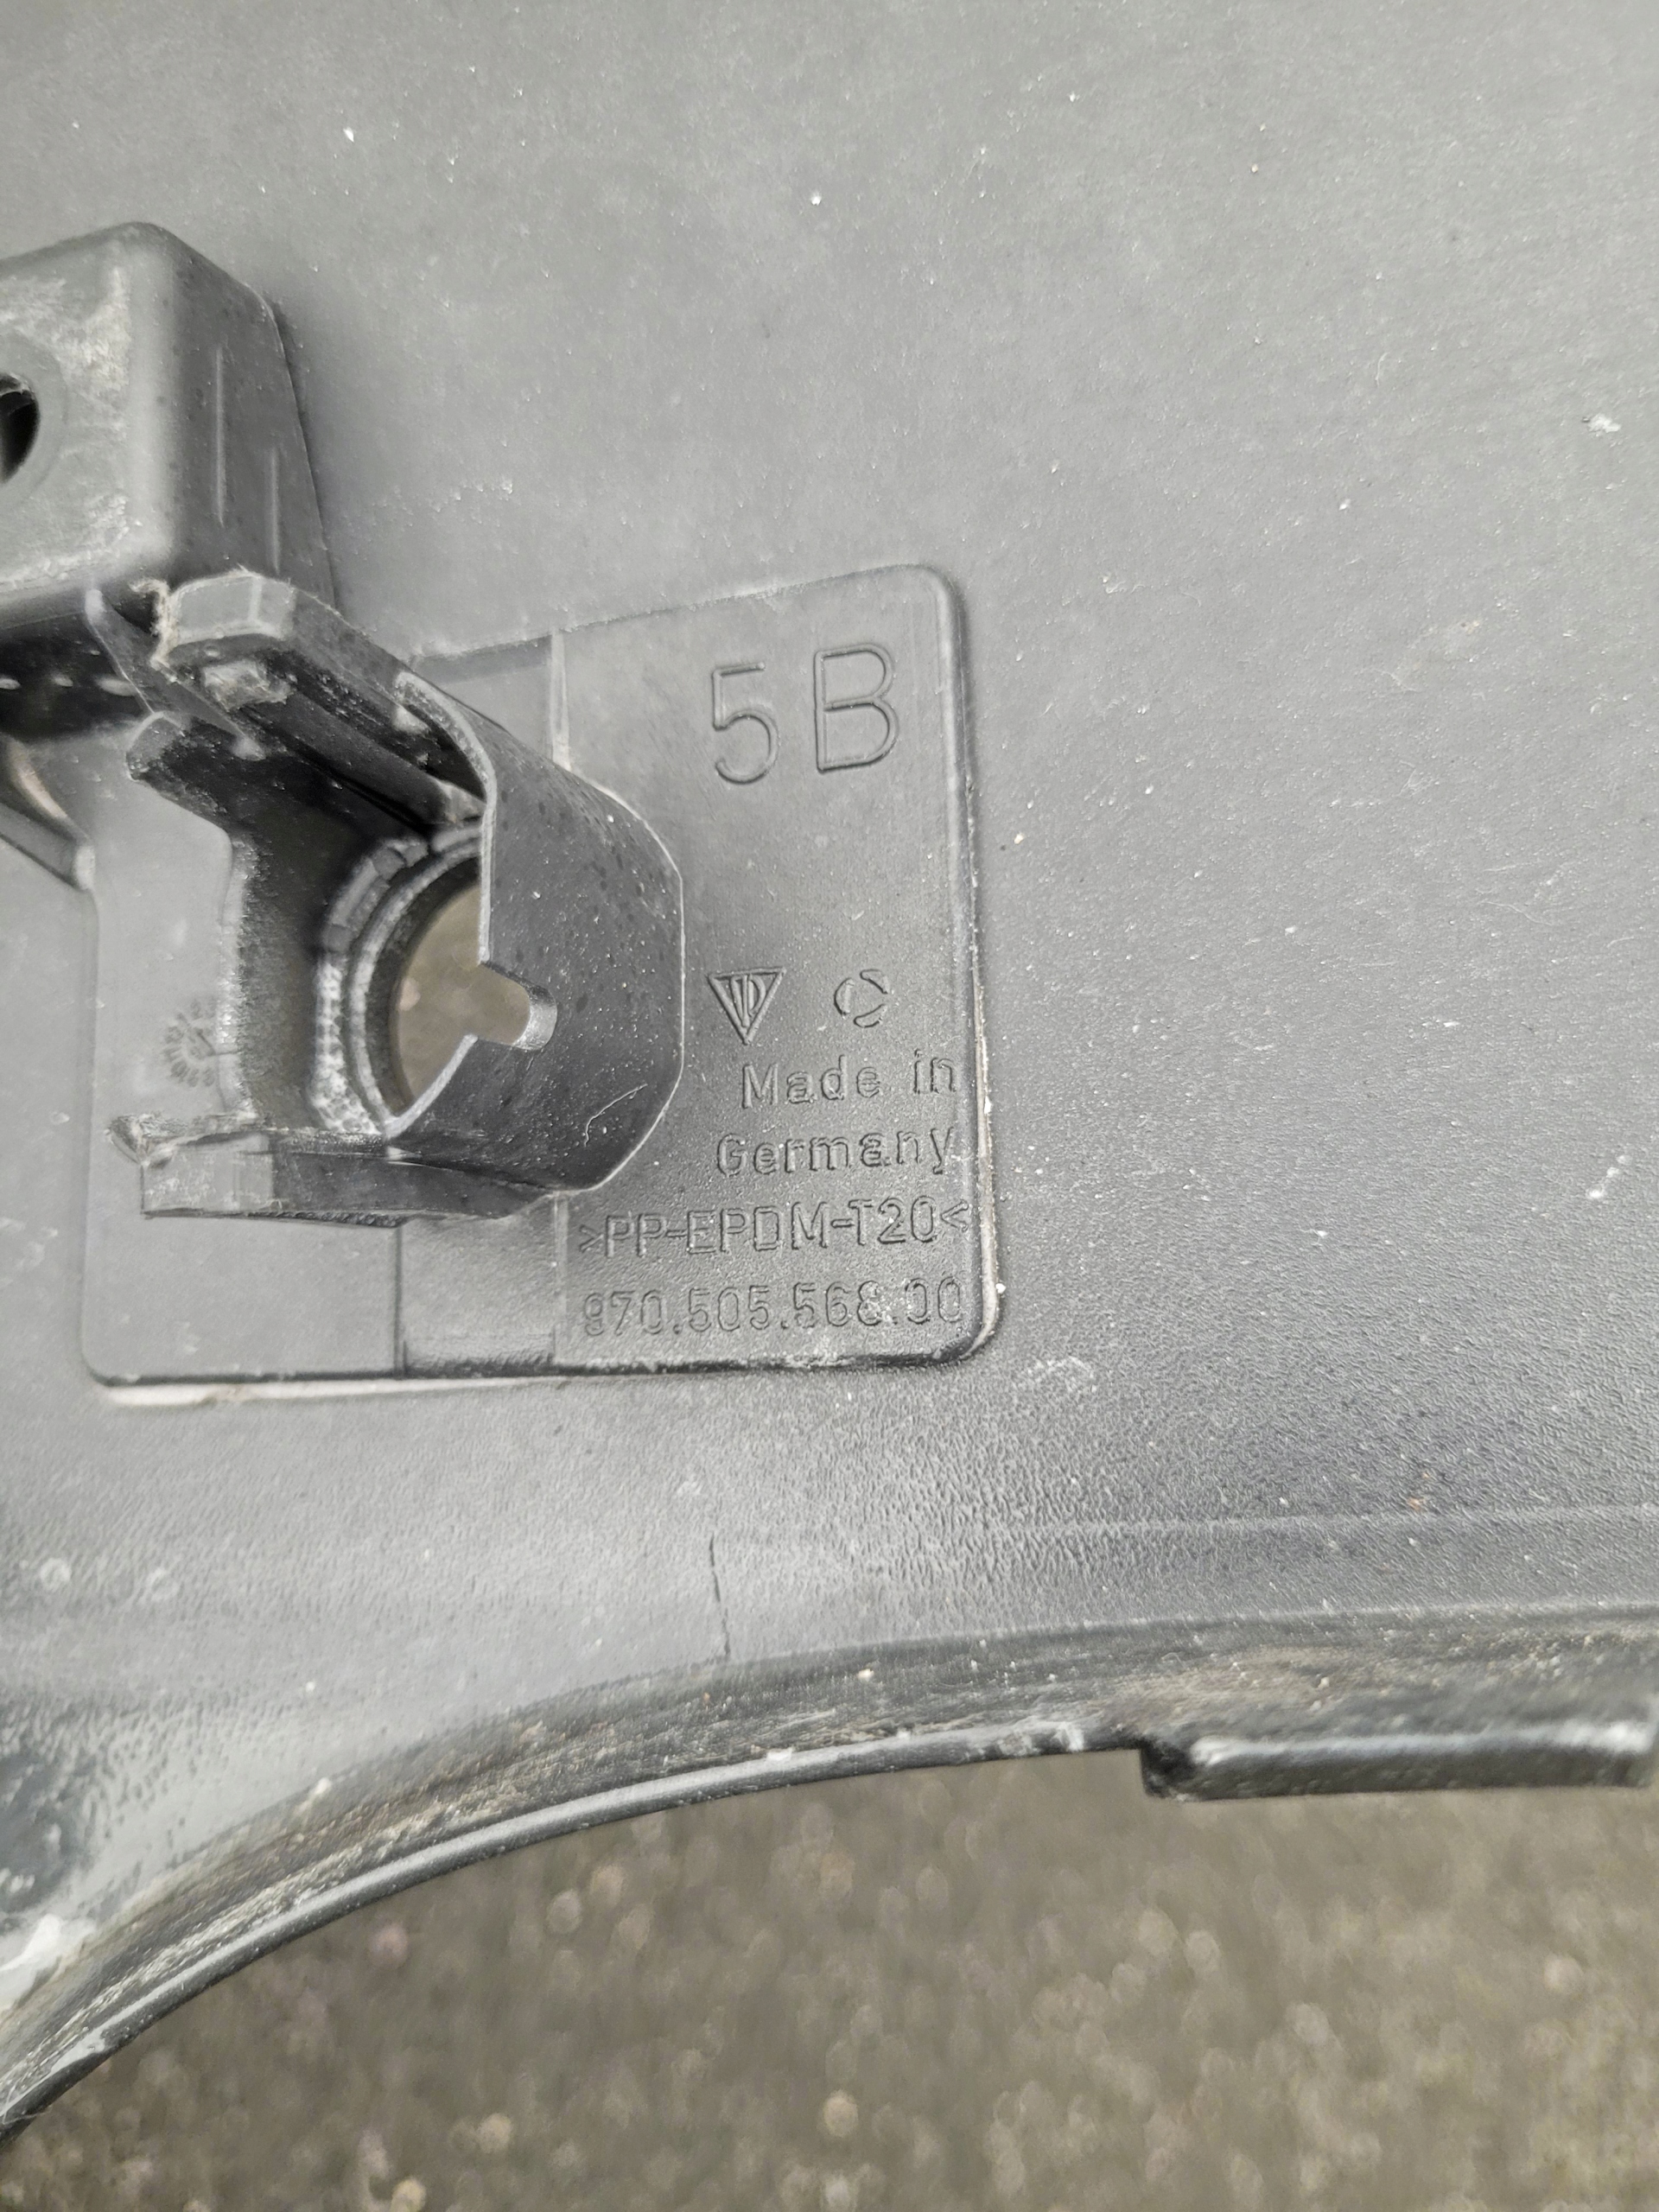 5B
Made in
Germany
>PP-EPDM-T20<
970.505.568.00